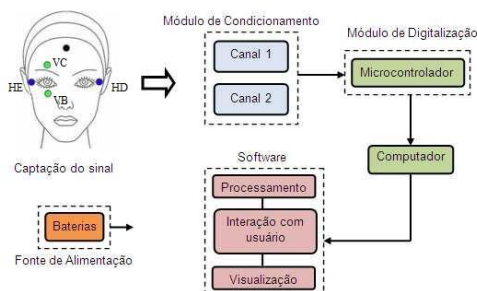 Módulo de Condicionamento
Módulo de Digitalização
VC
HE
HD
VB
Canal 1
Canal 2
Microcontrolador
Captação do sinal
Software
Computador
Processamento
Interação com
usuário
Visualização
Baterias
Fonte de Alimentação